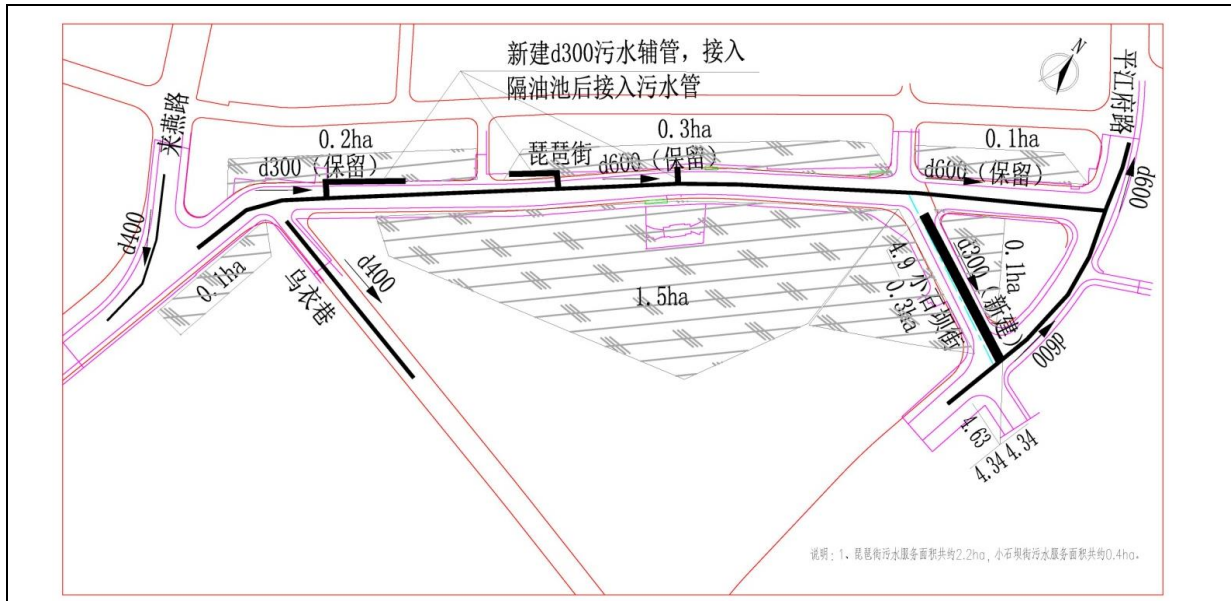 新建d300污水辅管，接入
隔油池后接入污水管
N
平江府路
来燕路
0.2ha
0.3ha
0.1ha
d300（保留）
琵琶街
d600（保留）
d600（保留）
d600
d400
0.1ha
乌衣巷
d400
1.5ha
4.9
小石坝街
0.3ha
d300（新建）
0.1ha
d600
4.63
4.34
4.34
说明：1、琵琶街污水服务面积共约2.2ha，小石坝街污水服务面积共约0.4ha。